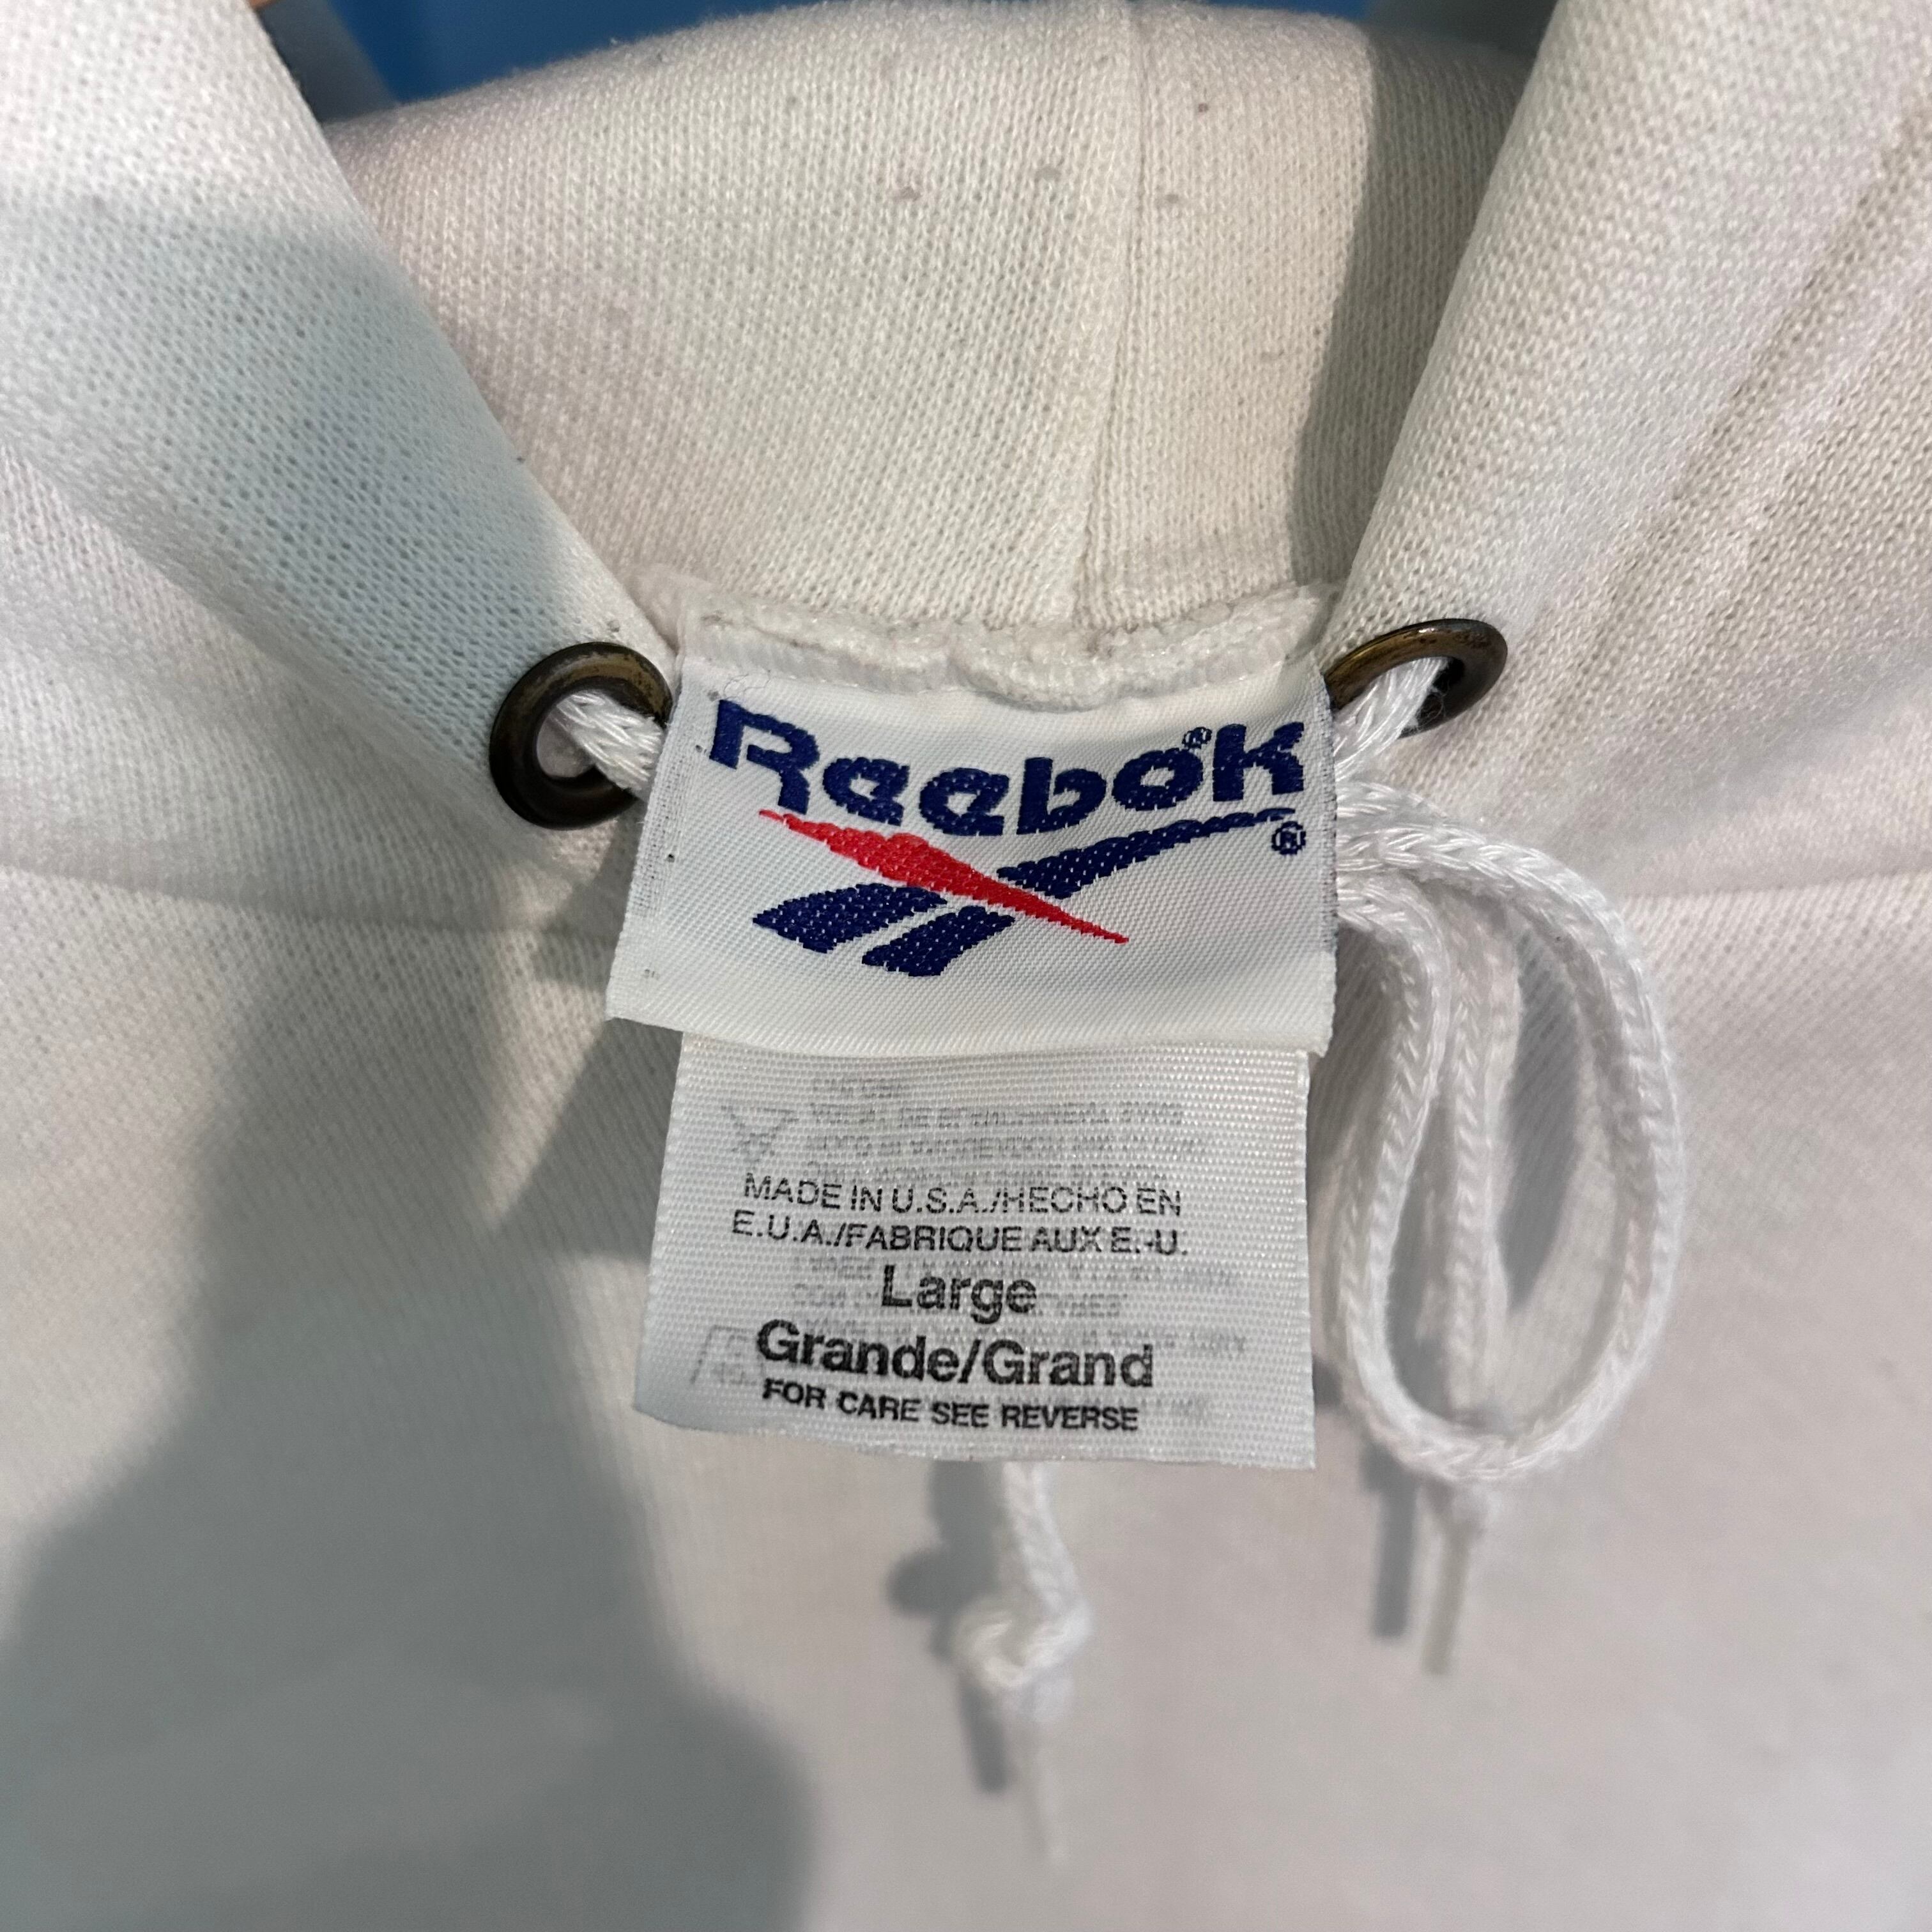 Reebok®
®
MADE IN U.S.A./HECHO EN
E.U.A./FABRIQUE AUX E.-U.
Large
Grande/Grand
FOR CARE SEE REVERSE